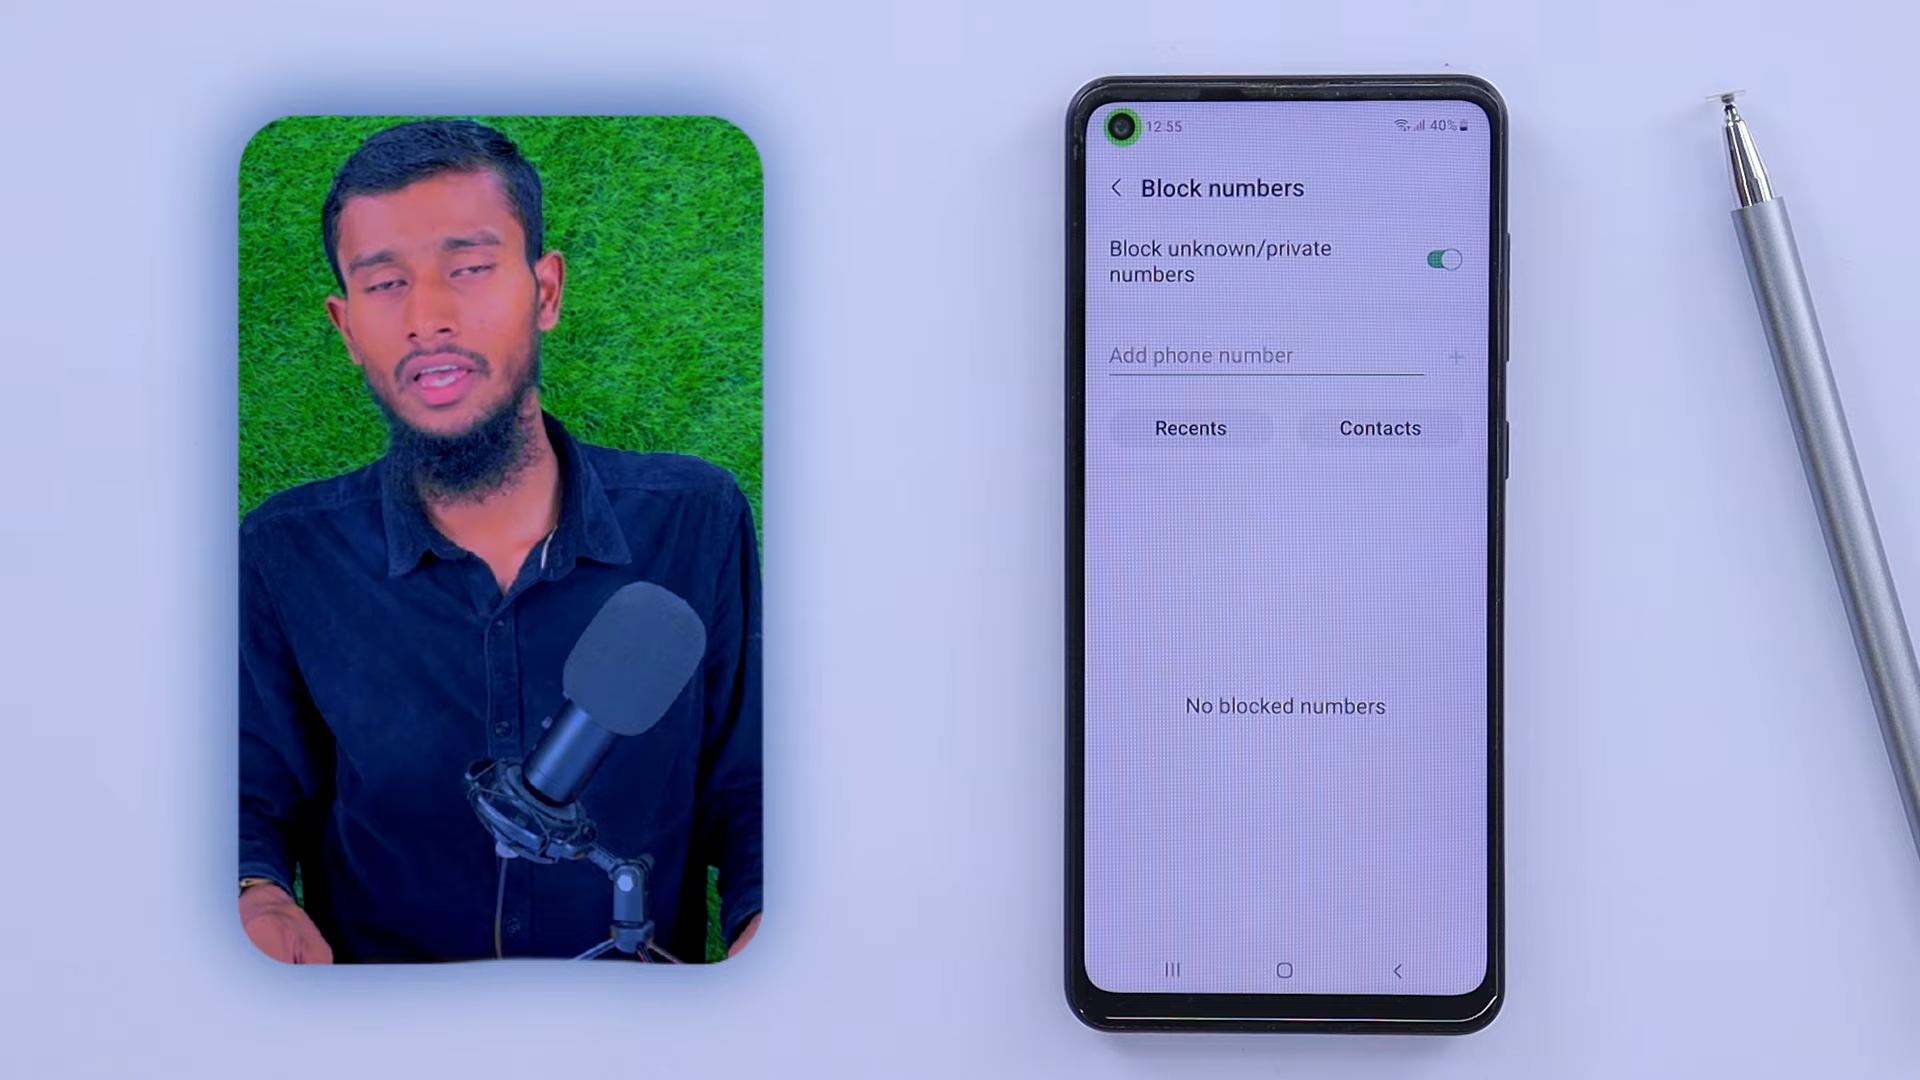 12:55
40%
Block numbers
Block unknown/private
numbers
Add phone number
Recents
Contacts
No blocked numbers